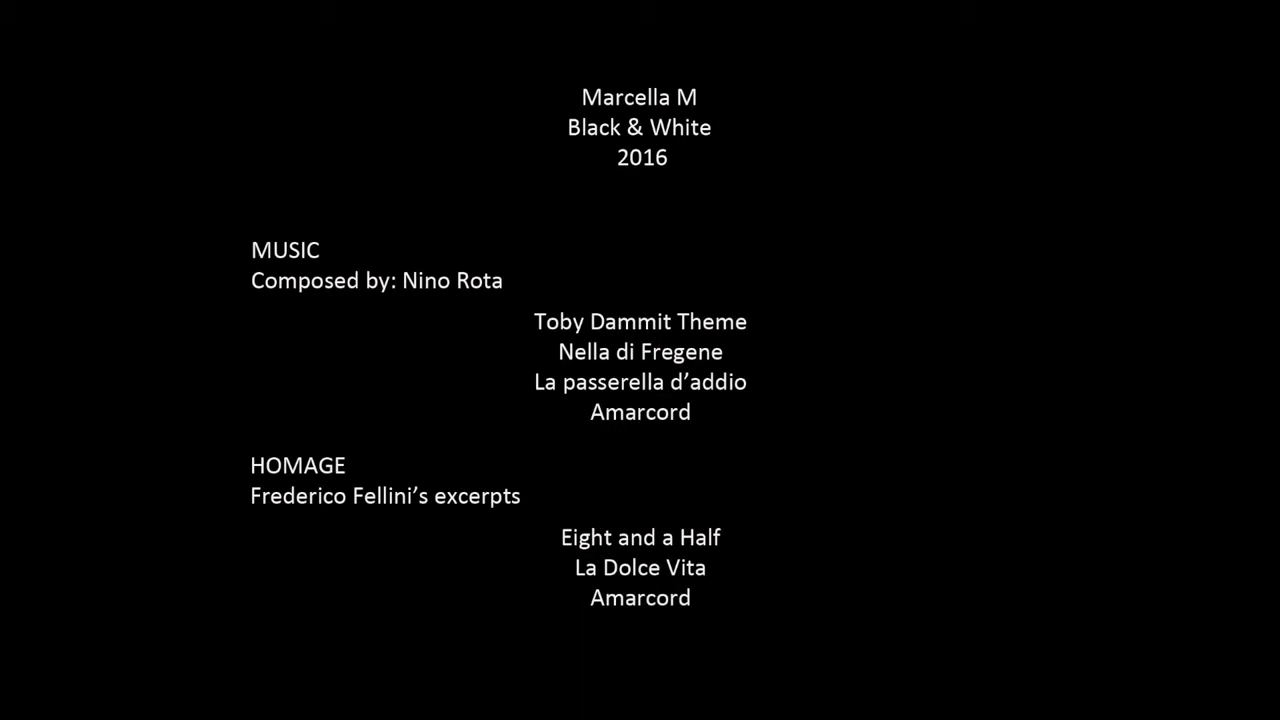 Marcella M
Black & White
2016
MUSIC
Composed by: Nino Rota
Toby Dammit Theme
Nella di Fregene
La passerella d’addio
Amarcord
HOMAGE
Frederico Fellini’s excerpts
Eight and a Half
La Dolce Vita
Amarcord